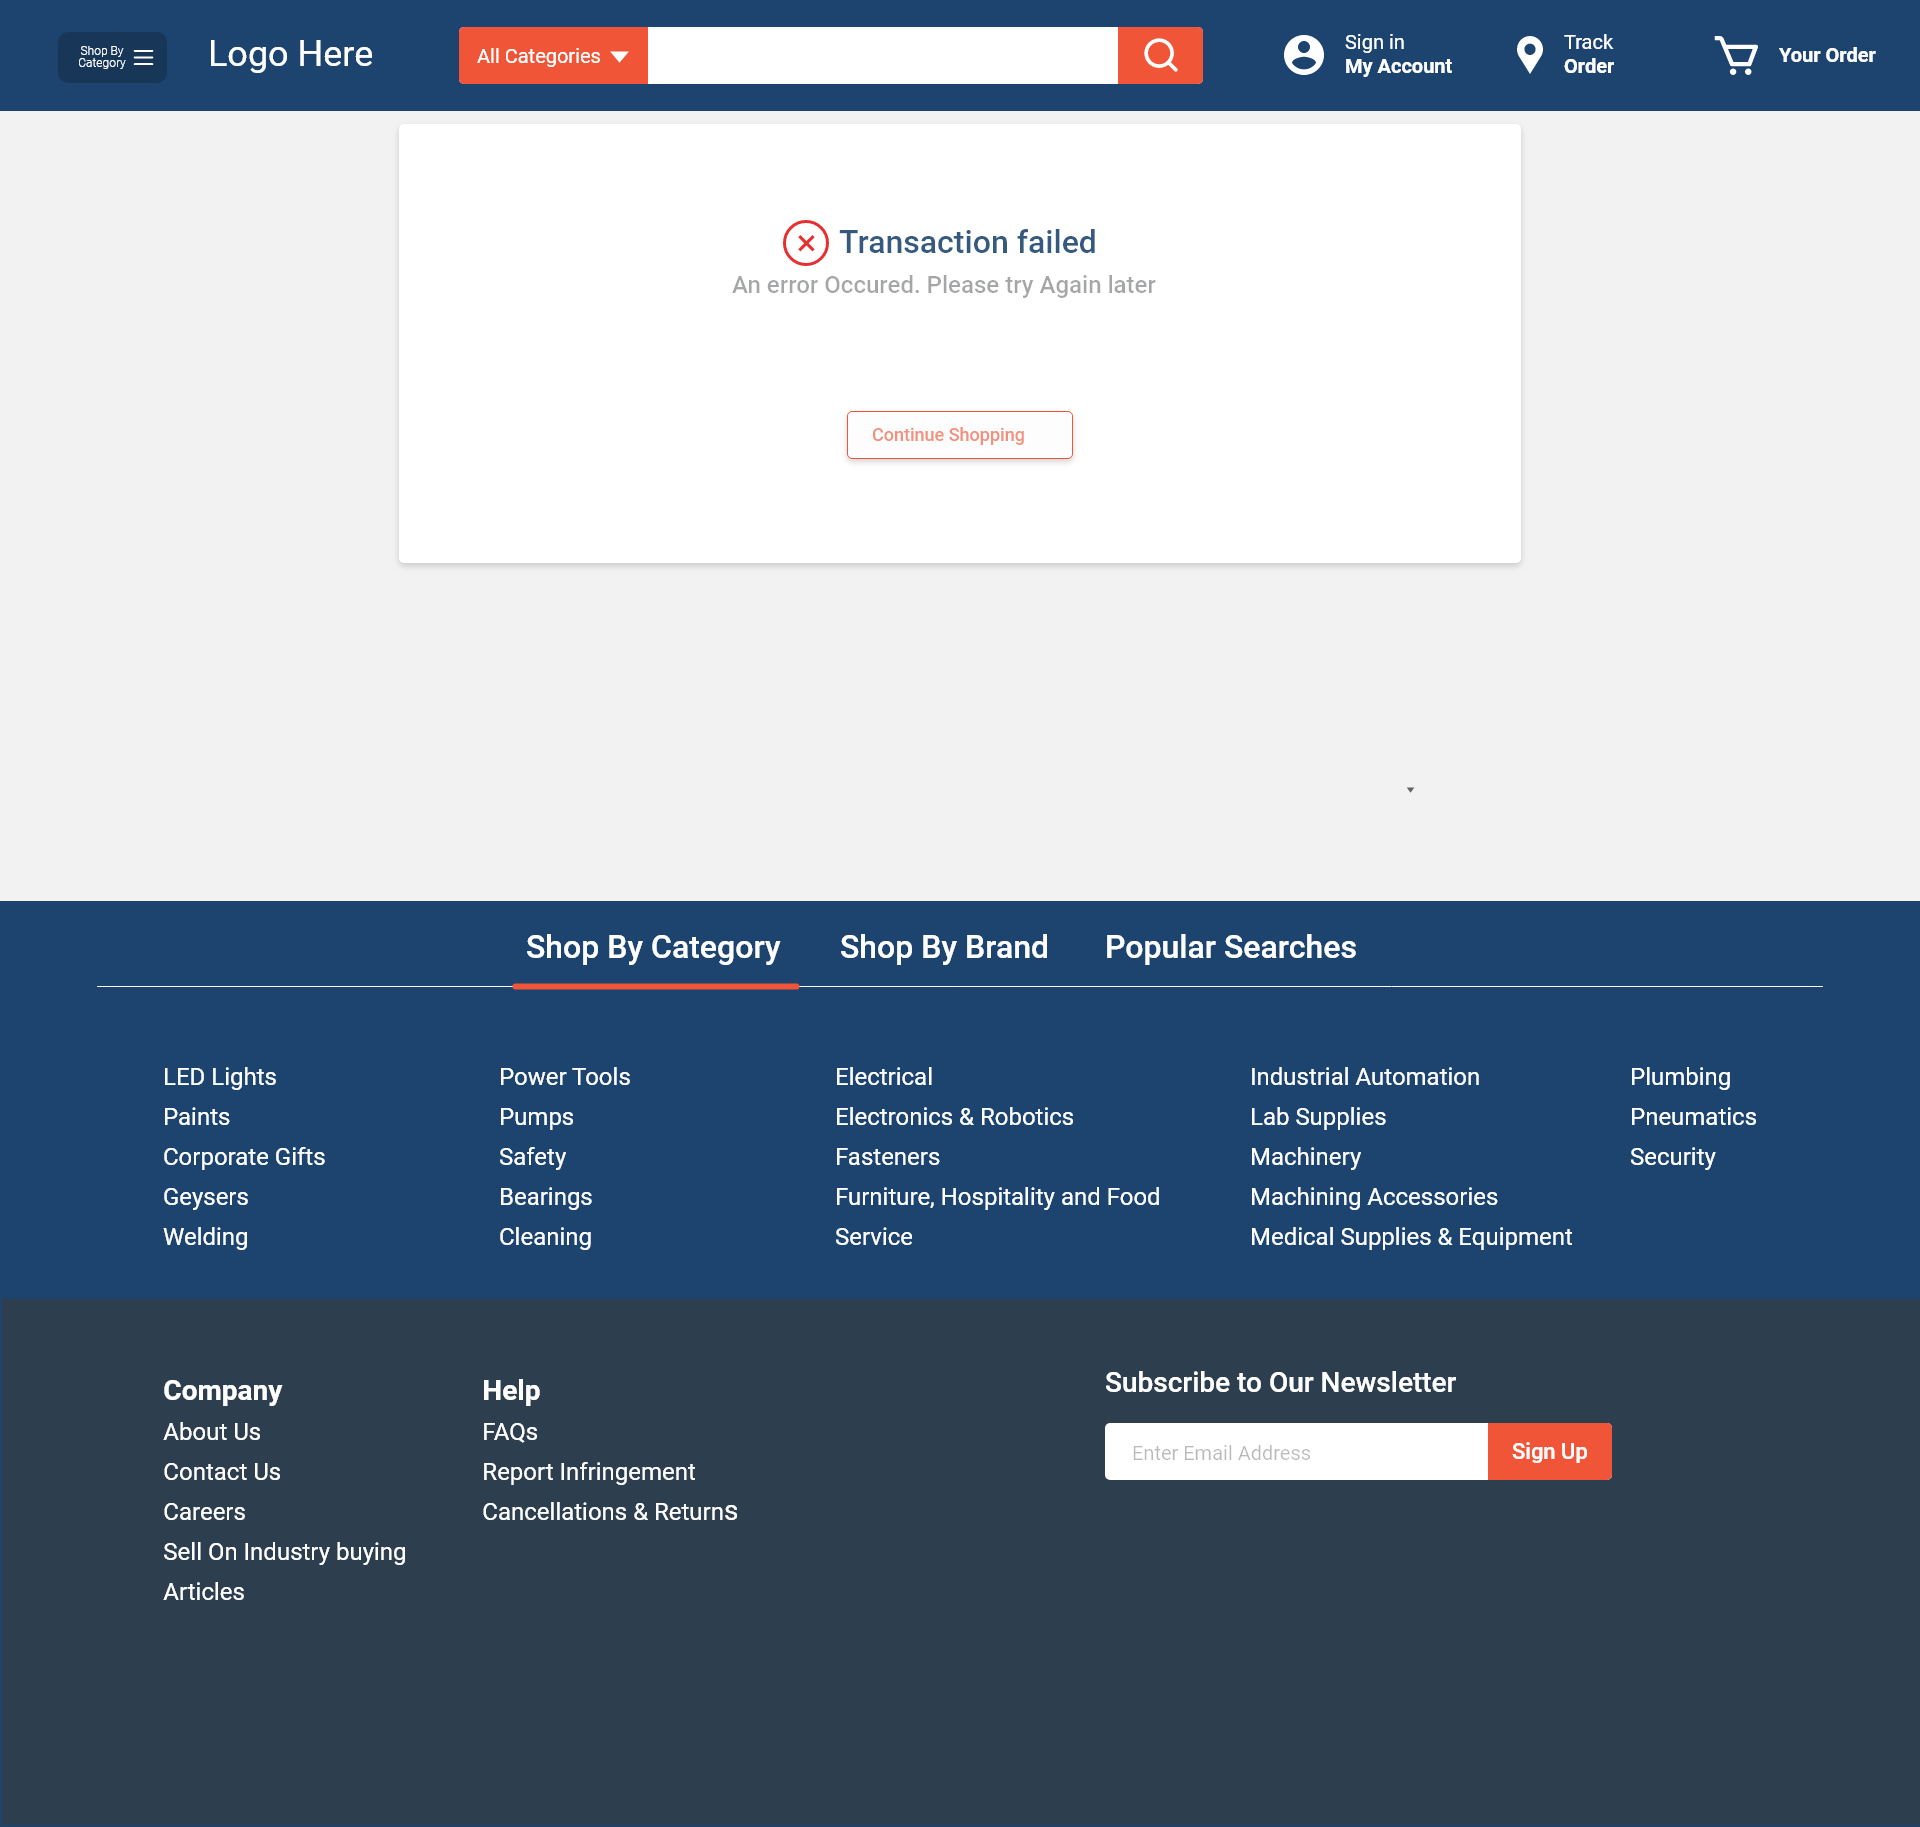 Shop By
Category
Logo Here
All Categories
Sign in
My Account
Track
Order
Your Order
Transaction failed
An error Occured. Please try Again later
Continue Shopping
Shop By Category
Shop By Brand
Popular Searches
LED Lights
Paints
Corporate Gifts
Geysers
Welding
Power Tools
Pumps
Safety
Bearings
Cleaning
Electrical
Electronics & Robotics
Fasteners
Furniture, Hospitality and Food
Service
Industrial Automation
Lab Supplies
Machinery
Machining Accessories
Medical Supplies & Equipment
Plumbing
Pneumatics
Security
Company
About Us
Contact Us
Careers
Sell On Industry buying
Articles
Help
FAQs
Report Infringement
Cancellations & Returns
Subscribe to Our Newsletter
Enter Email Address
Sign Up